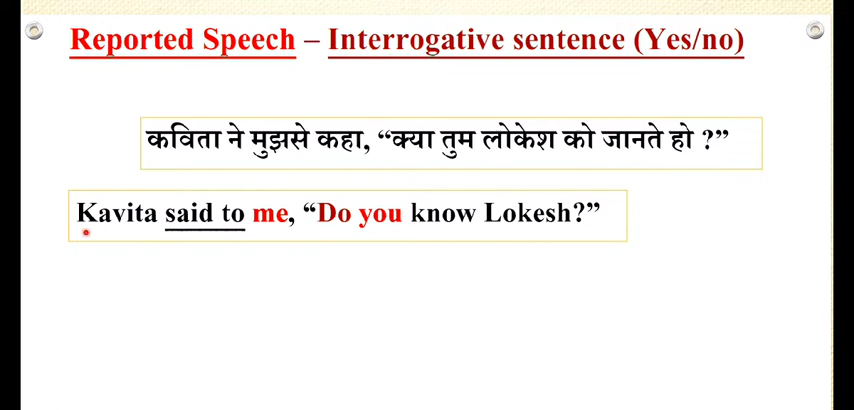 Reported Speech – Interrogative sentence (Yes/no)
कविता ने मुझसे कहा, “क्या तुम लोकेश को जानते हो ?”
Kavita said to me, “Do you know Lokesh?”